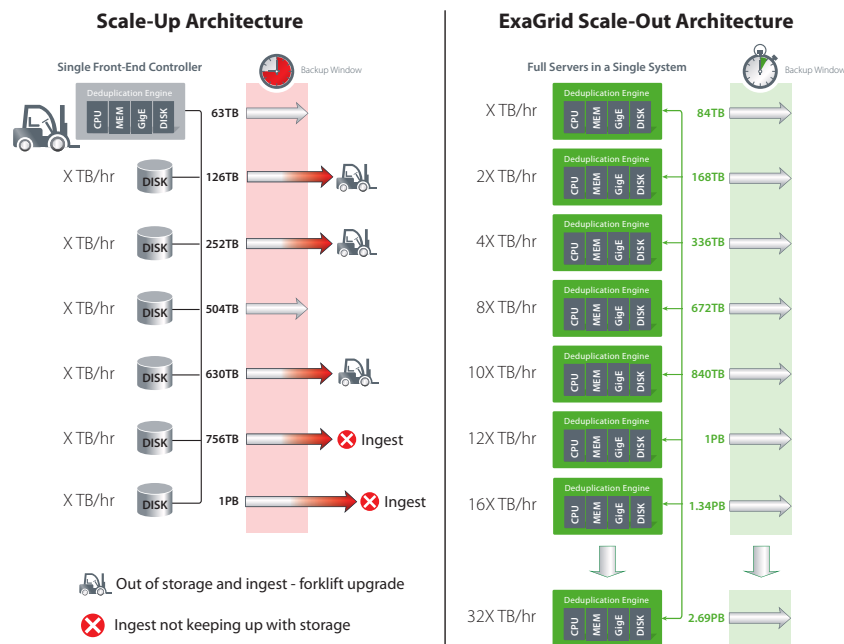 Scale-Up Architecture
Single Front-End Controller
Backup Window
Deduplication Engine
CPU
MEM
GigE
DISK
63TB
X TB/hr
DISK
126TB
X TB/hr
DISK
252TB
X TB/hr
DISK
504TB
X TB/hr
DISK
630TB
X TB/hr
DISK
756TB
Ingest
X TB/hr
DISK
1PB
Ingest
Out of storage and ingest - forklift upgrade
Ingest not keeping up with storage
ExaGrid Scale-Out Architecture
Full Servers in a Single System
Backup Window
X TB/hr
Deduplication Engine
CPU
MEM
GigE
DISK
84TB
2X TB/hr
Deduplication Engine
CPU
MEM
GigE
DISK
168TB
4X TB/hr
Deduplication Engine
CPU
MEM
GigE
DISK
336TB
8X TB/hr
Deduplication Engine
CPU
MEM
GigE
DISK
672TB
10X TB/hr
Deduplication Engine
CPU
MEM
GigE
DISK
840TB
12X TB/hr
Deduplication Engine
CPU
MEM
GigE
DISK
1PB
16X TB/hr
Deduplication Engine
CPU
MEM
GigE
DISK
1.34PB
32X TB/hr
Deduplication Engine
CPU
MEM
GigE
DISK
2.69PB